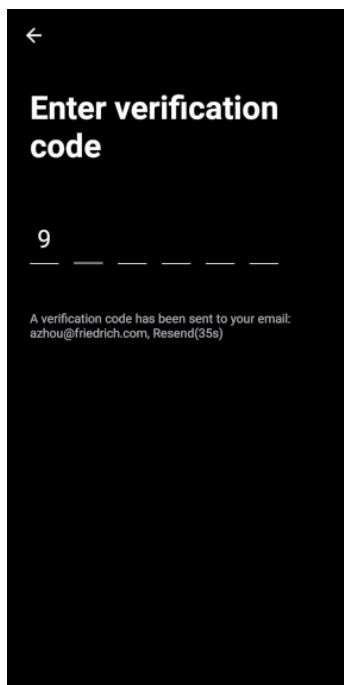 Enter verification
code
9
A verification code has been sent to your email:
azhou@friedrich.com, Resend(35s)